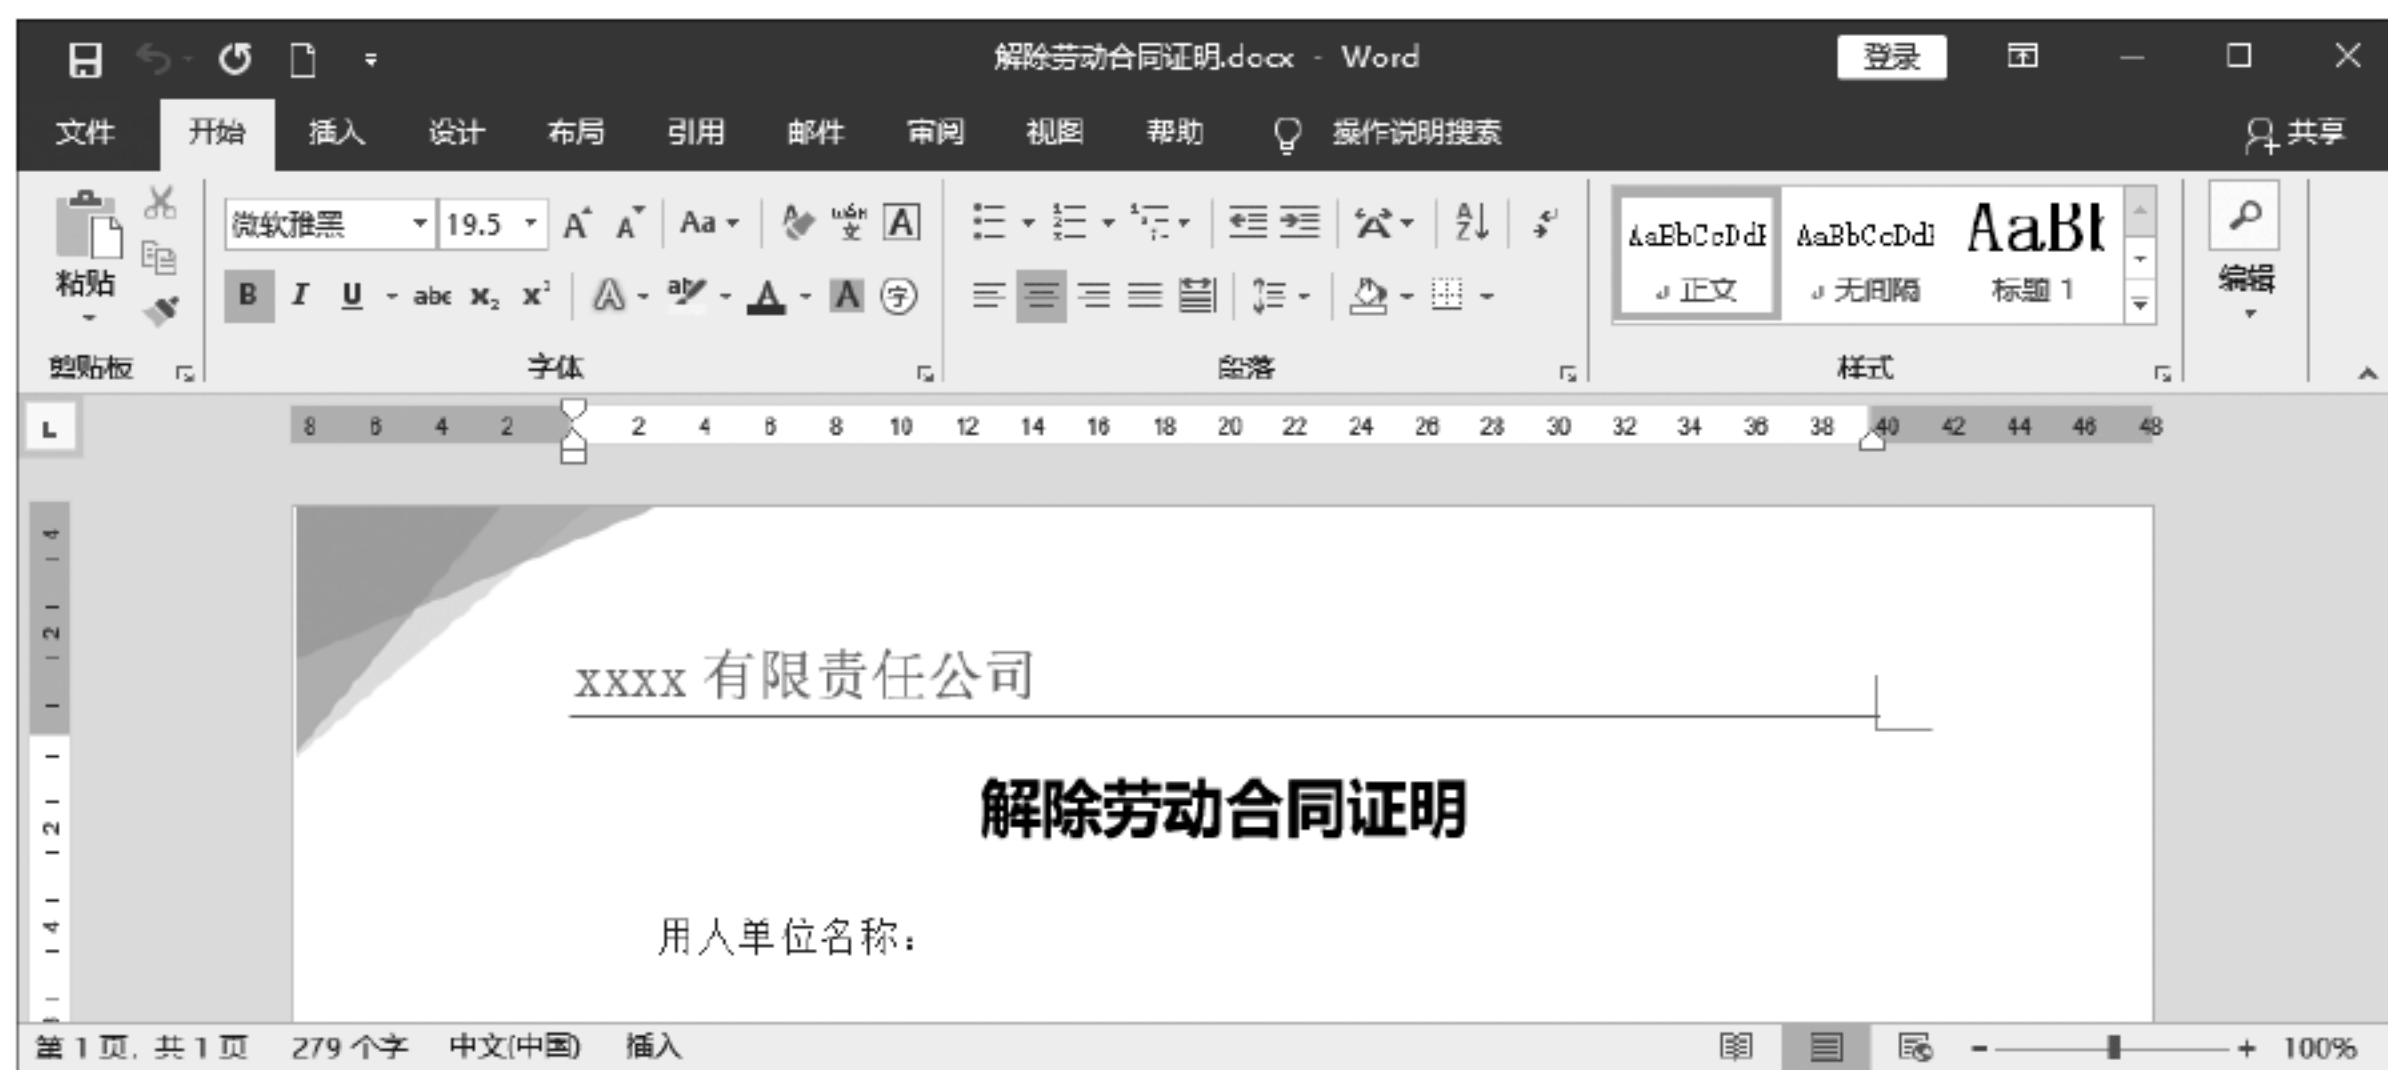 解除劳动合同证明.docx - Word
登录
文件 开始 插入 设计 布局 引用 邮件 审阅 视图 帮助 操作说明搜索 共享
粘贴
剪贴板
微软雅黑 19.5
B I U abc x₂ x²
字体
段落
AaBbCcDdI AaBbCcDdI AaBb
正文 无间隔 标题 1
样式
编辑
8 6 4 2 2 4 6 8 10 12 14 16 18 20 22 24 26 28 30 32 34 36 38 40 42 44 46 48
4
2
2
4
xxxx 有限责任公司
解除劳动合同证明
用人单位名称：
第 1 页，共 1 页 279 个字 中文(中国) 插入 100%